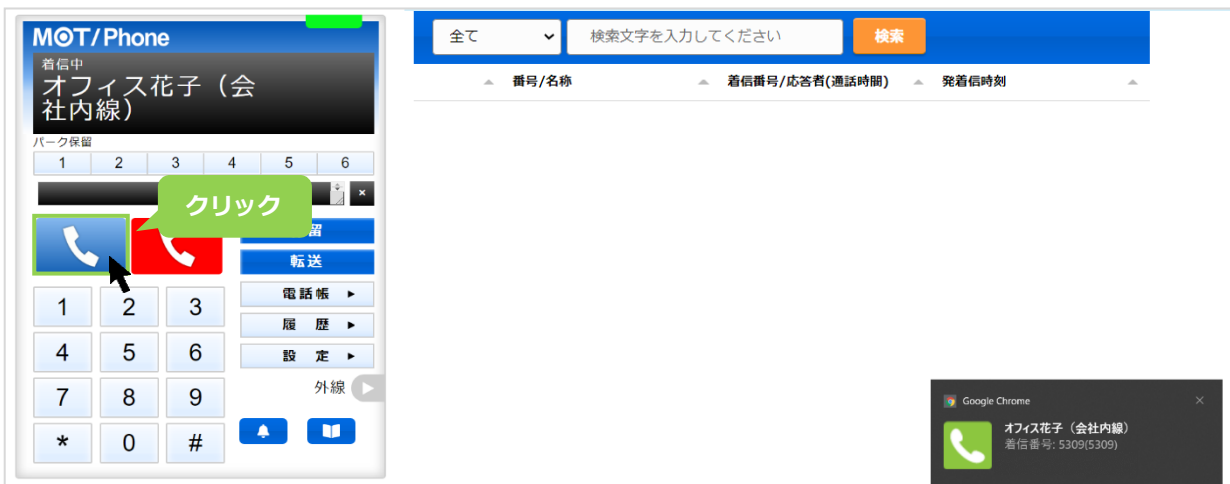 MOT/Phone
着信中
オフィス花子（会
社内線）
パーク保留
1 2 3 4 5 6
×
クリック
留
転送
電話帳 ▶
履 歴 ▶
設 定 ▶
外線
1 2 3
4 5 6
7 8 9
* 0 #
全て 検索文字を入力してください 検索
番号/名称 着信番号/応答者(通話時間) 発着信時刻
Google Chrome ×
オフィス花子（会社内線）
着信番号: 5309(5309)